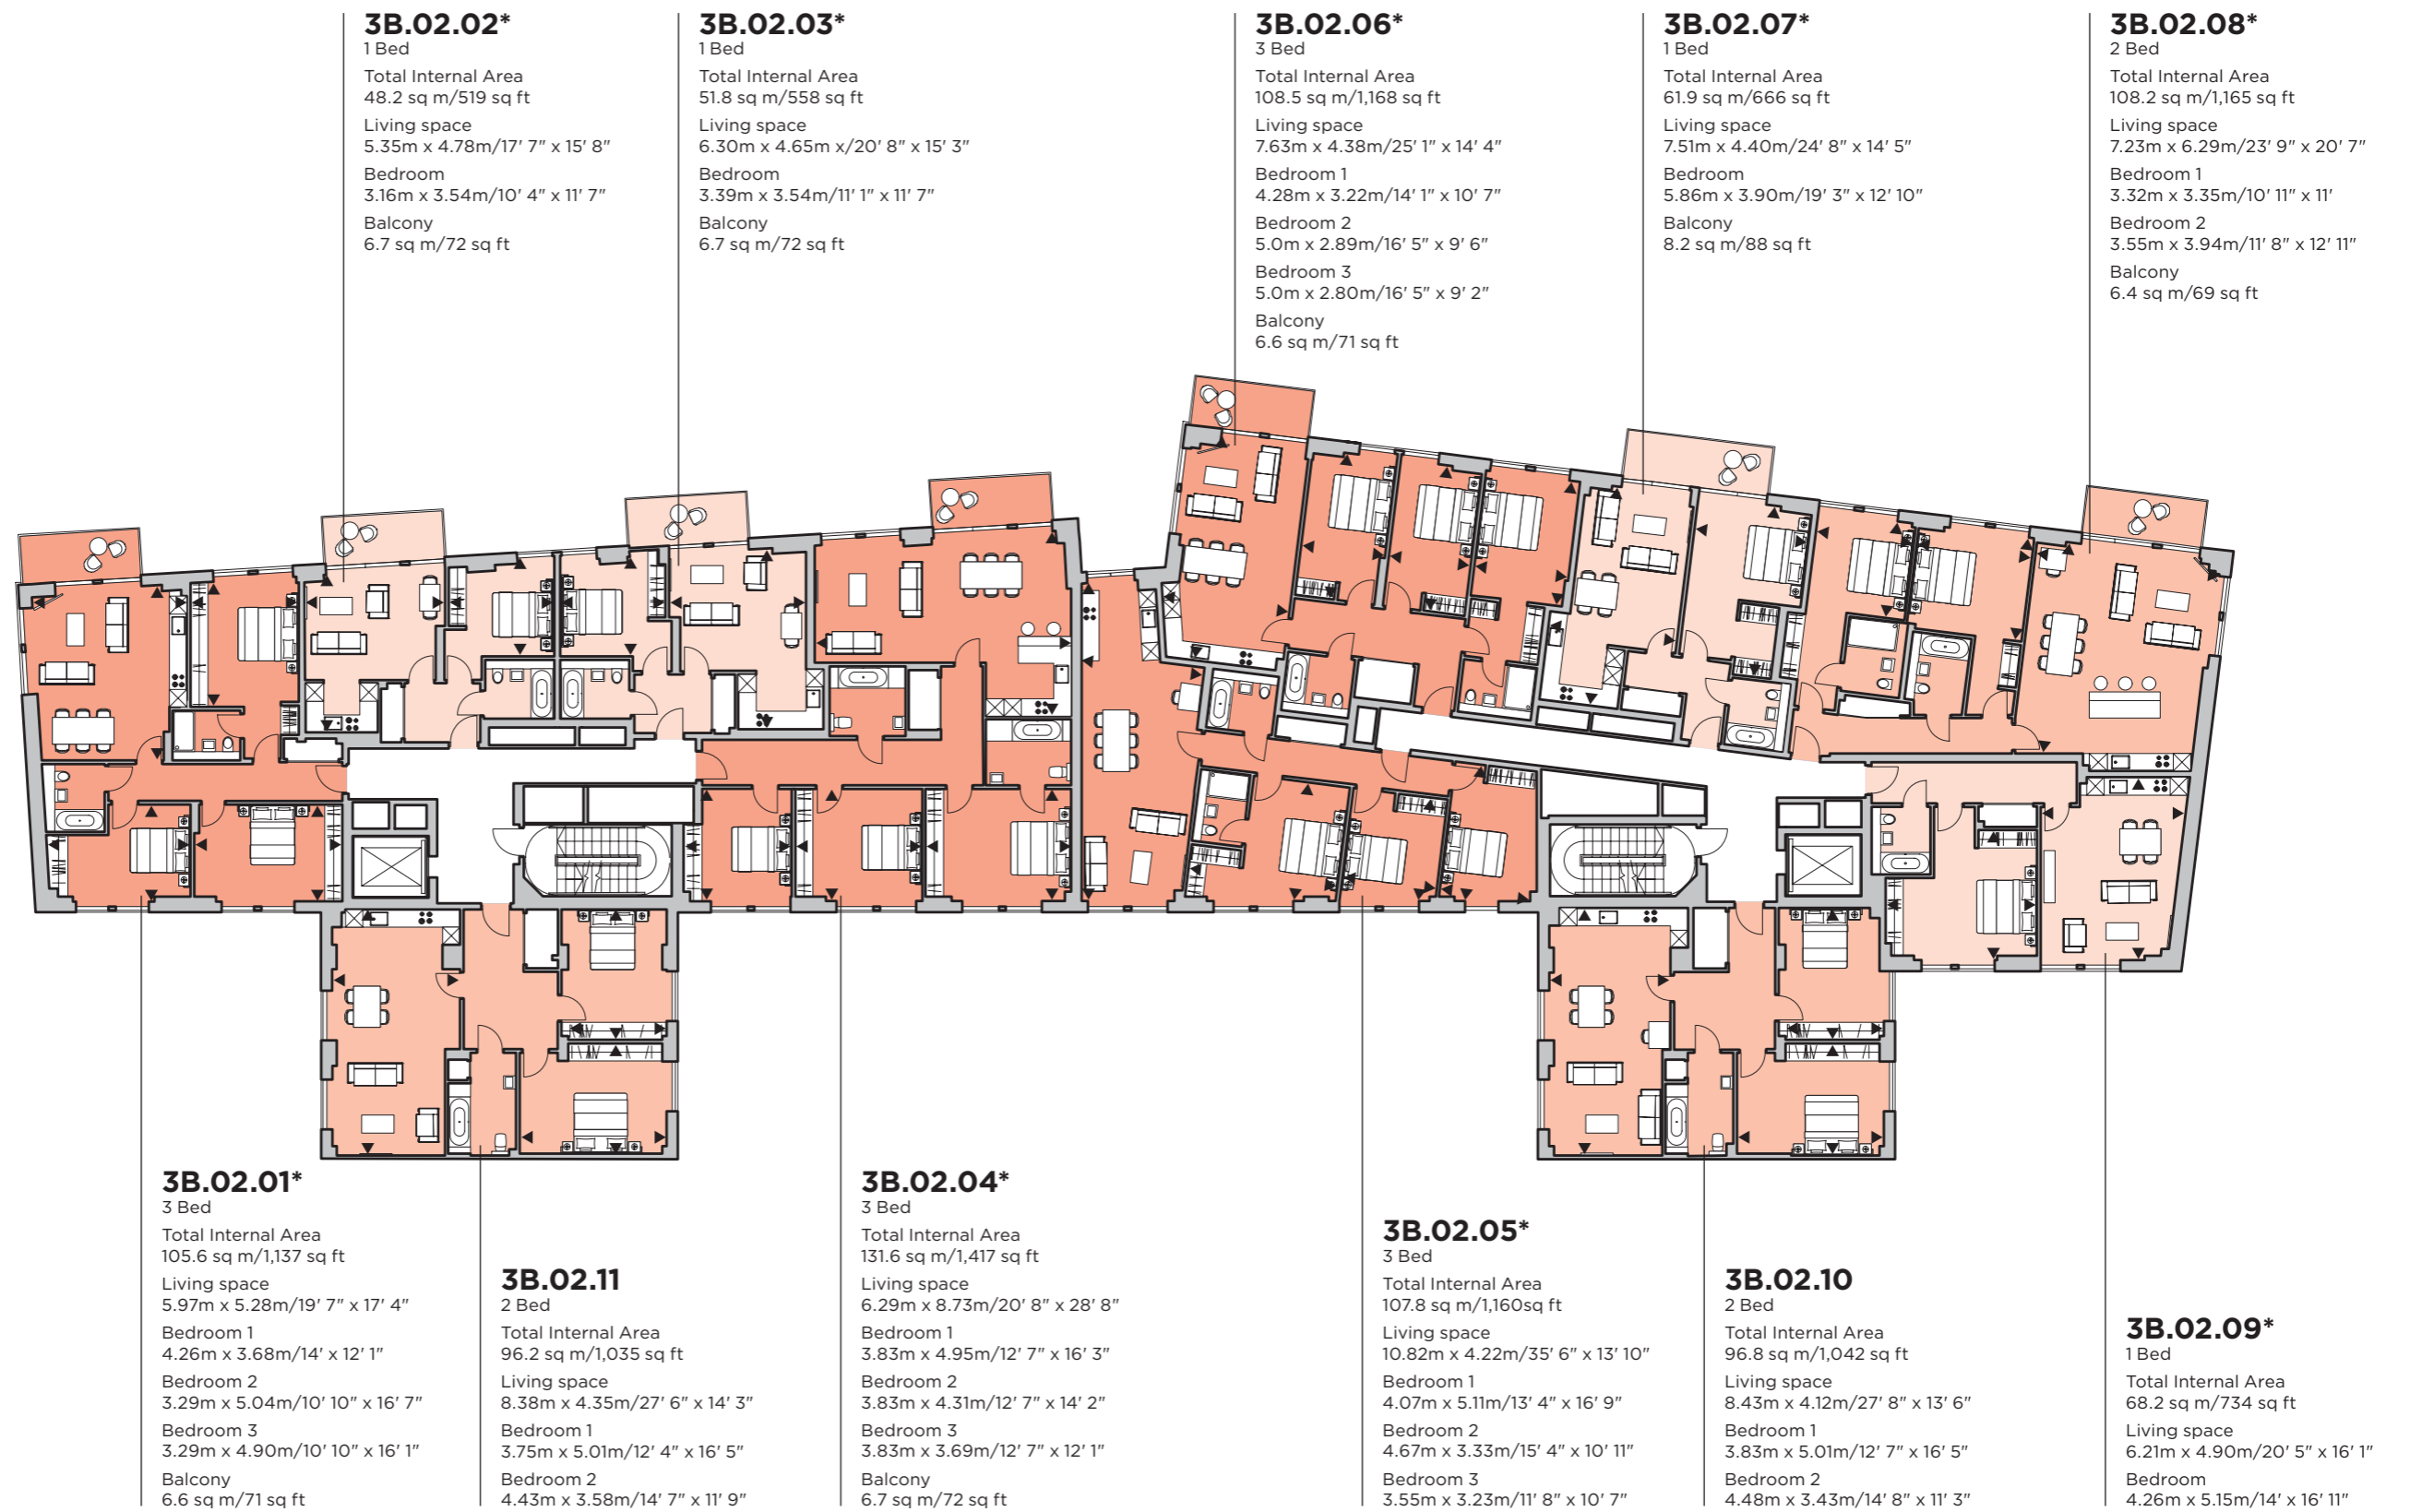 3B.02.02*
1 Bed
Total Internal Area
48.2 sq m/519 sq ft
Living space
5.35m x 4.78m/17' 7" x 15' 8"
Bedroom
3.16m x 3.54m/10' 4" x 11' 7"
Balcony
6.7 sq m/72 sq ft
3B.02.03*
1 Bed
Total Internal Area
51.8 sq m/558 sq ft
Living space
6.30m x 4.65m x/20' 8" x 15' 3"
Bedroom
3.39m x 3.54m/11' 1" x 11' 7"
Balcony
6.7 sq m/72 sq ft
3B.02.06*
3 Bed
Total Internal Area
108.5 sq m/1,168 sq ft
Living space
7.63m x 4.38m/25' 1" x 14' 4"
Bedroom 1
4.28m x 3.22m/14' 1" x 10' 7"
Bedroom 2
5.0m x 2.89m/16' 5" x 9' 6"
Bedroom 3
5.0m x 2.80m/16' 5" x 9' 2"
Balcony
6.6 sq m/71 sq ft
3B.02.07*
1 Bed
Total Internal Area
61.9 sq m/666 sq ft
Living space
7.51m x 4.40m/24' 8" x 14' 5"
Bedroom
5.86m x 3.90m/19' 3" x 12' 10"
Balcony
8.2 sq m/88 sq ft
3B.02.08*
2 Bed
Total Internal Area
108.2 sq m/1,165 sq ft
Living space
7.23m x 6.29m/23' 9" x 20' 7"
Bedroom 1
3.32m x 3.35m/10' 11" x 11'
Bedroom 2
3.55m x 3.94m/11' 8" x 12' 11"
Balcony
6.4 sq m/69 sq ft
3B.02.01*
3 Bed
Total Internal Area
105.6 sq m/1,137 sq ft
Living space
5.97m x 5.28m/19' 7" x 17' 4"
Bedroom 1
4.26m x 3.68m/14' x 12' 1"
Bedroom 2
3.29m x 5.04m/10' 10" x 16' 7"
Bedroom 3
3.29m x 4.90m/10' 10" x 16' 1"
Balcony
6.6 sq m/71 sq ft
3B.02.11
2 Bed
Total Internal Area
96.2 sq m/1,035 sq ft
Living space
8.38m x 4.35m/27' 6" x 14' 3"
Bedroom 1
3.75m x 5.01m/12' 4" x 16' 5"
Bedroom 2
4.43m x 3.58m/14' 7" x 11' 9"
3B.02.04*
3 Bed
Total Internal Area
131.6 sq m/1,417 sq ft
Living space
6.29m x 8.73m/20' 8" x 28' 8"
Bedroom 1
3.83m x 4.95m/12' 7" x 16' 3"
Bedroom 2
3.83m x 4.31m/12' 7" x 14' 2"
Bedroom 3
3.83m x 3.69m/12' 7" x 12' 1"
Balcony
6.7 sq m/72 sq ft
3B.02.05*
3 Bed
Total Internal Area
107.8 sq m/1,160sq ft
Living space
10.82m x 4.22m/35' 6" x 13' 10"
Bedroom 1
4.07m x 5.11m/13' 4" x 16' 9"
Bedroom 2
4.67m x 3.33m/15' 4" x 10' 11"
Bedroom 3
3.55m x 3.23m/11' 8" x 10' 7"
3B.02.10
2 Bed
Total Internal Area
96.8 sq m/1,042 sq ft
Living space
8.43m x 4.12m/27' 8" x 13' 6"
Bedroom 1
3.83m x 5.01m/12' 7" x 16' 5"
Bedroom 2
4.48m x 3.43m/14' 8" x 11' 3"
3B.02.09*
1 Bed
Total Internal Area
68.2 sq m/734 sq ft
Living space
6.21m x 4.90m/20' 5" x 16' 1"
Bedroom
4.26m x 5.15m/14' x 16' 11"